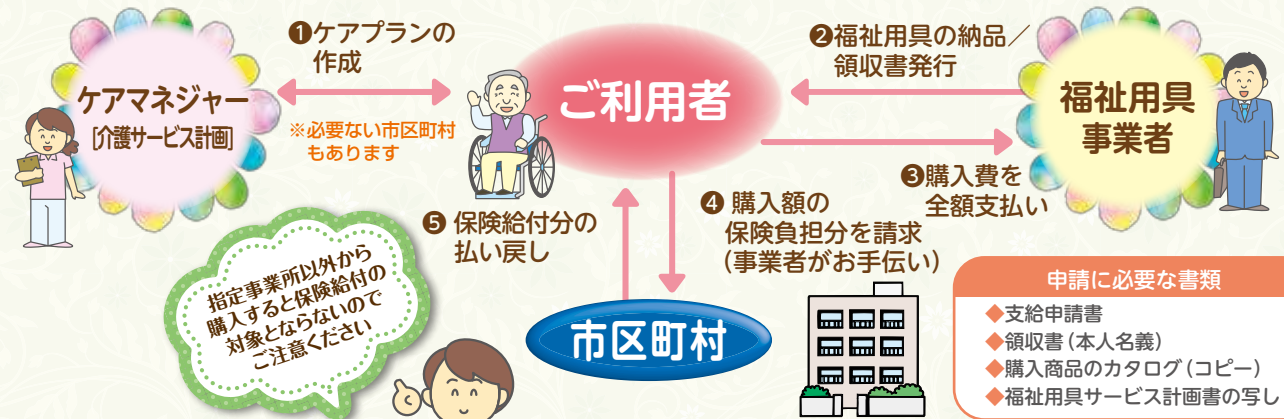 ❶ケアプランの
作成
ケアマネジャー
[介護サービス計画]
※必要ない市区町村
もあります
ご利用者
❷福祉用具の納品／
領収書発行
福祉用具
事業者
❸購入費を
全額支払い
❹ 購入額の
保険負担分を請求
（事業者がお手伝い）
❺ 保険給付分の
払い戻し
市区町村
指定事業所以外から
購入すると保険給付の
対象とならないので
ご注意ください
申請に必要な書類
◆支給申請書
◆領収書（本人名義）
◆購入商品のカタログ（コピー）
◆福祉用具サービス計画書の写し